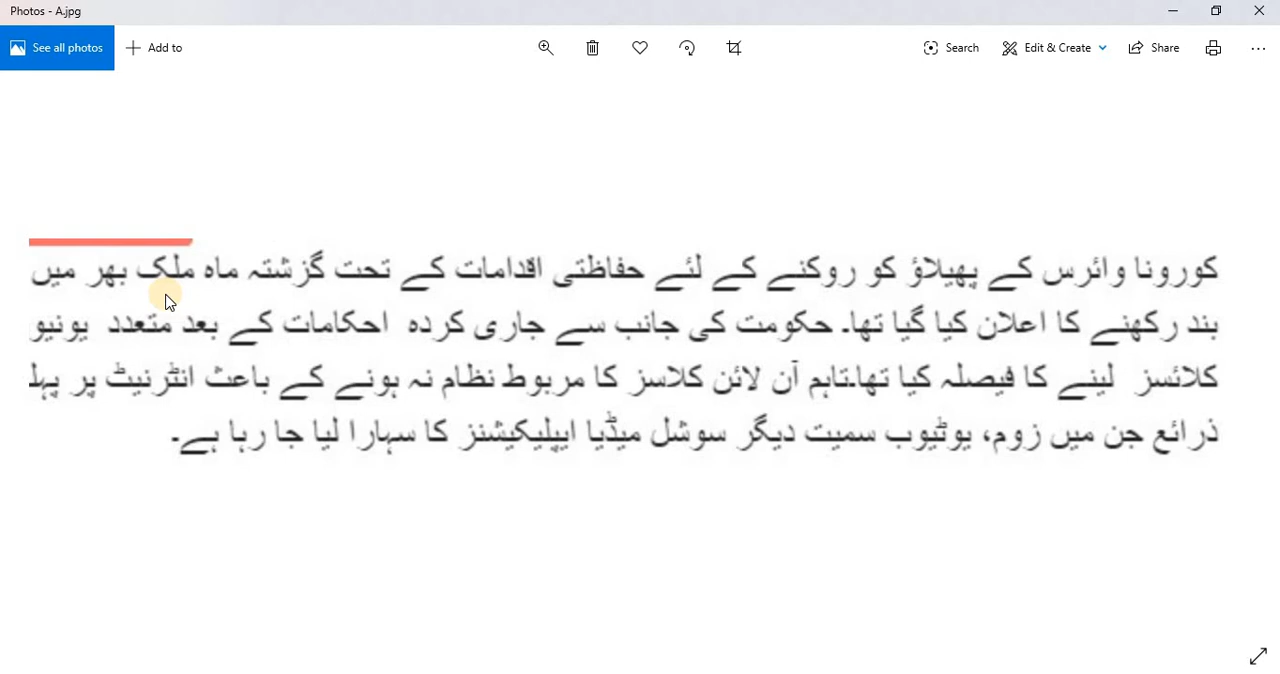 Photos - A.jpg
See all photos
Add to
Search
Edit & Create
Share
کورونا وائرس کے پھیلاؤ کو روکنے کے لئے حفاظتی اقدامات کے تحت گزشتہ ماہ ملک بھر میں
بند رکھنے کا اعلان کیا گیا تھا۔ حکومت کی جانب سے جاری کردہ احکامات کے بعد متعدد یونیو
کلائسز لینے کا فیصلہ کیا تھا۔تاہم آن لائن کلاسز کا مربوط نظام نہ ہونے کے باعث انٹرنیٹ پر پہلے
ذرائع جن میں زوم، یوٹیوب سمیت دیگر سوشل میڈیا ایپلیکیشنز کا سہارا لیا جا رہا ہے۔